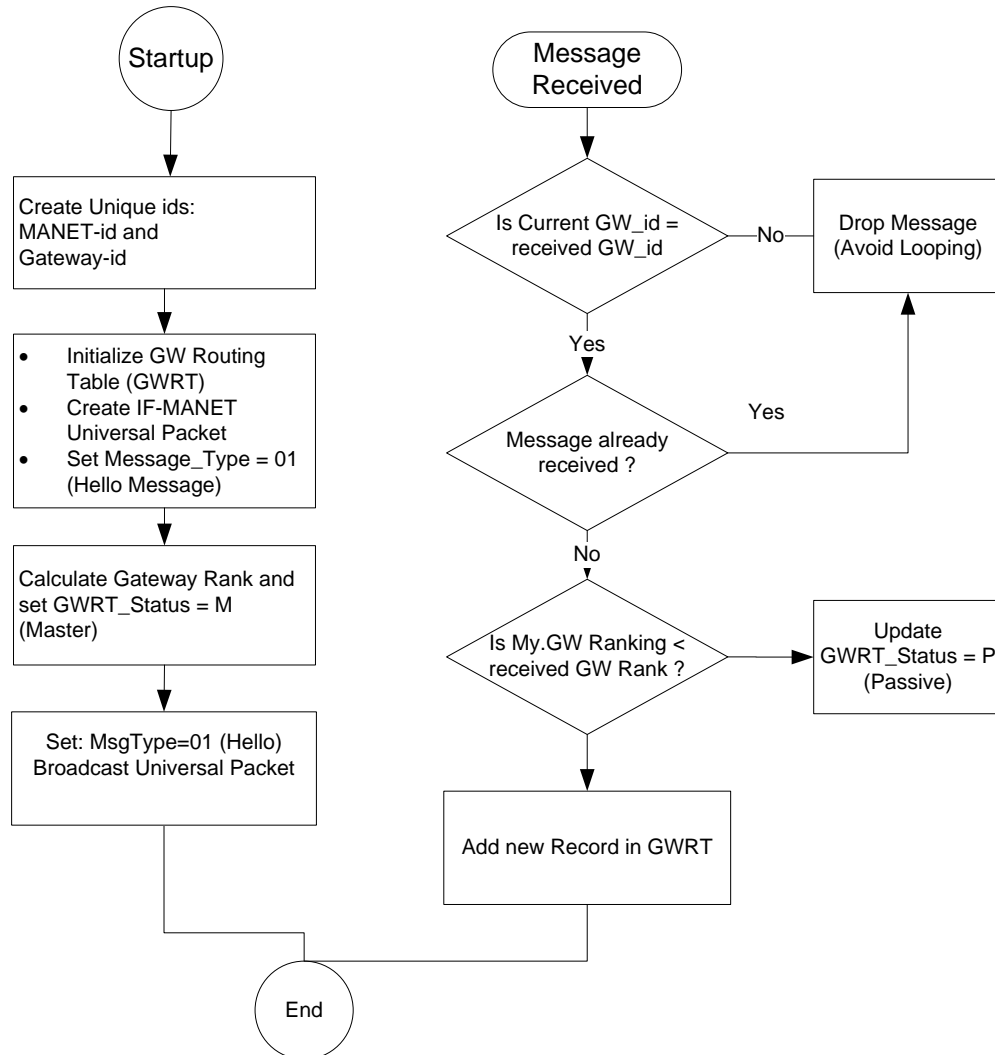 Startup
Create Unique ids:
MANET-id and
Gateway-id
• Initialize GW Routing
Table (GWRT)
• Create IF-MANET
Universal Packet
• Set Message_Type = 01
(Hello Message)
Calculate Gateway Rank and
set GWRT_Status = M
(Master)
Set: MsgType=01 (Hello)
Broadcast Universal Packet
Message
Received
Is Current GW_id =
received GW_id
No
Drop Message
(Avoid Looping)
Yes
Message already
received ?
Yes
No
Is My.GW Ranking <
received GW Rank ?
Update
GWRT_Status = P
(Passive)
Add new Record in GWRT
End